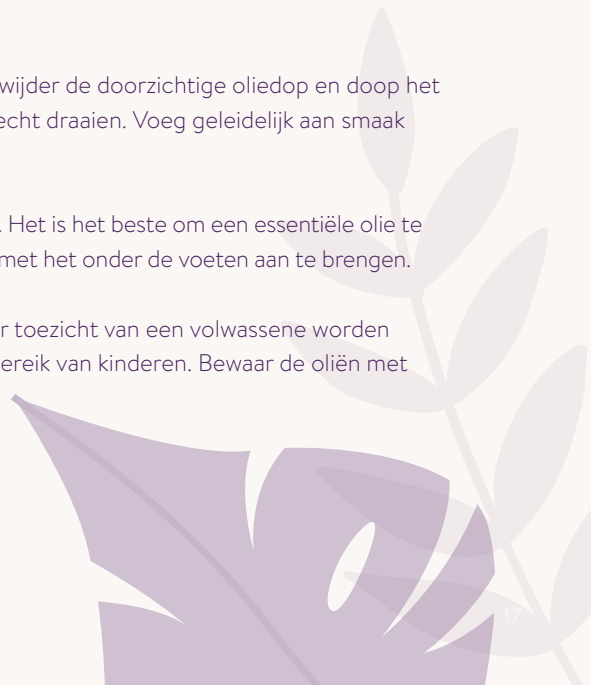 wijder de doorzichtige oliedop en doop het
echt draaien. Voeg geleidelijk aan smaak
. Het is het beste om een essentiële olie te
met het onder de voeten aan te brengen.
r toezicht van een volwassene worden
ereik van kinderen. Bewaar de oliën met
17